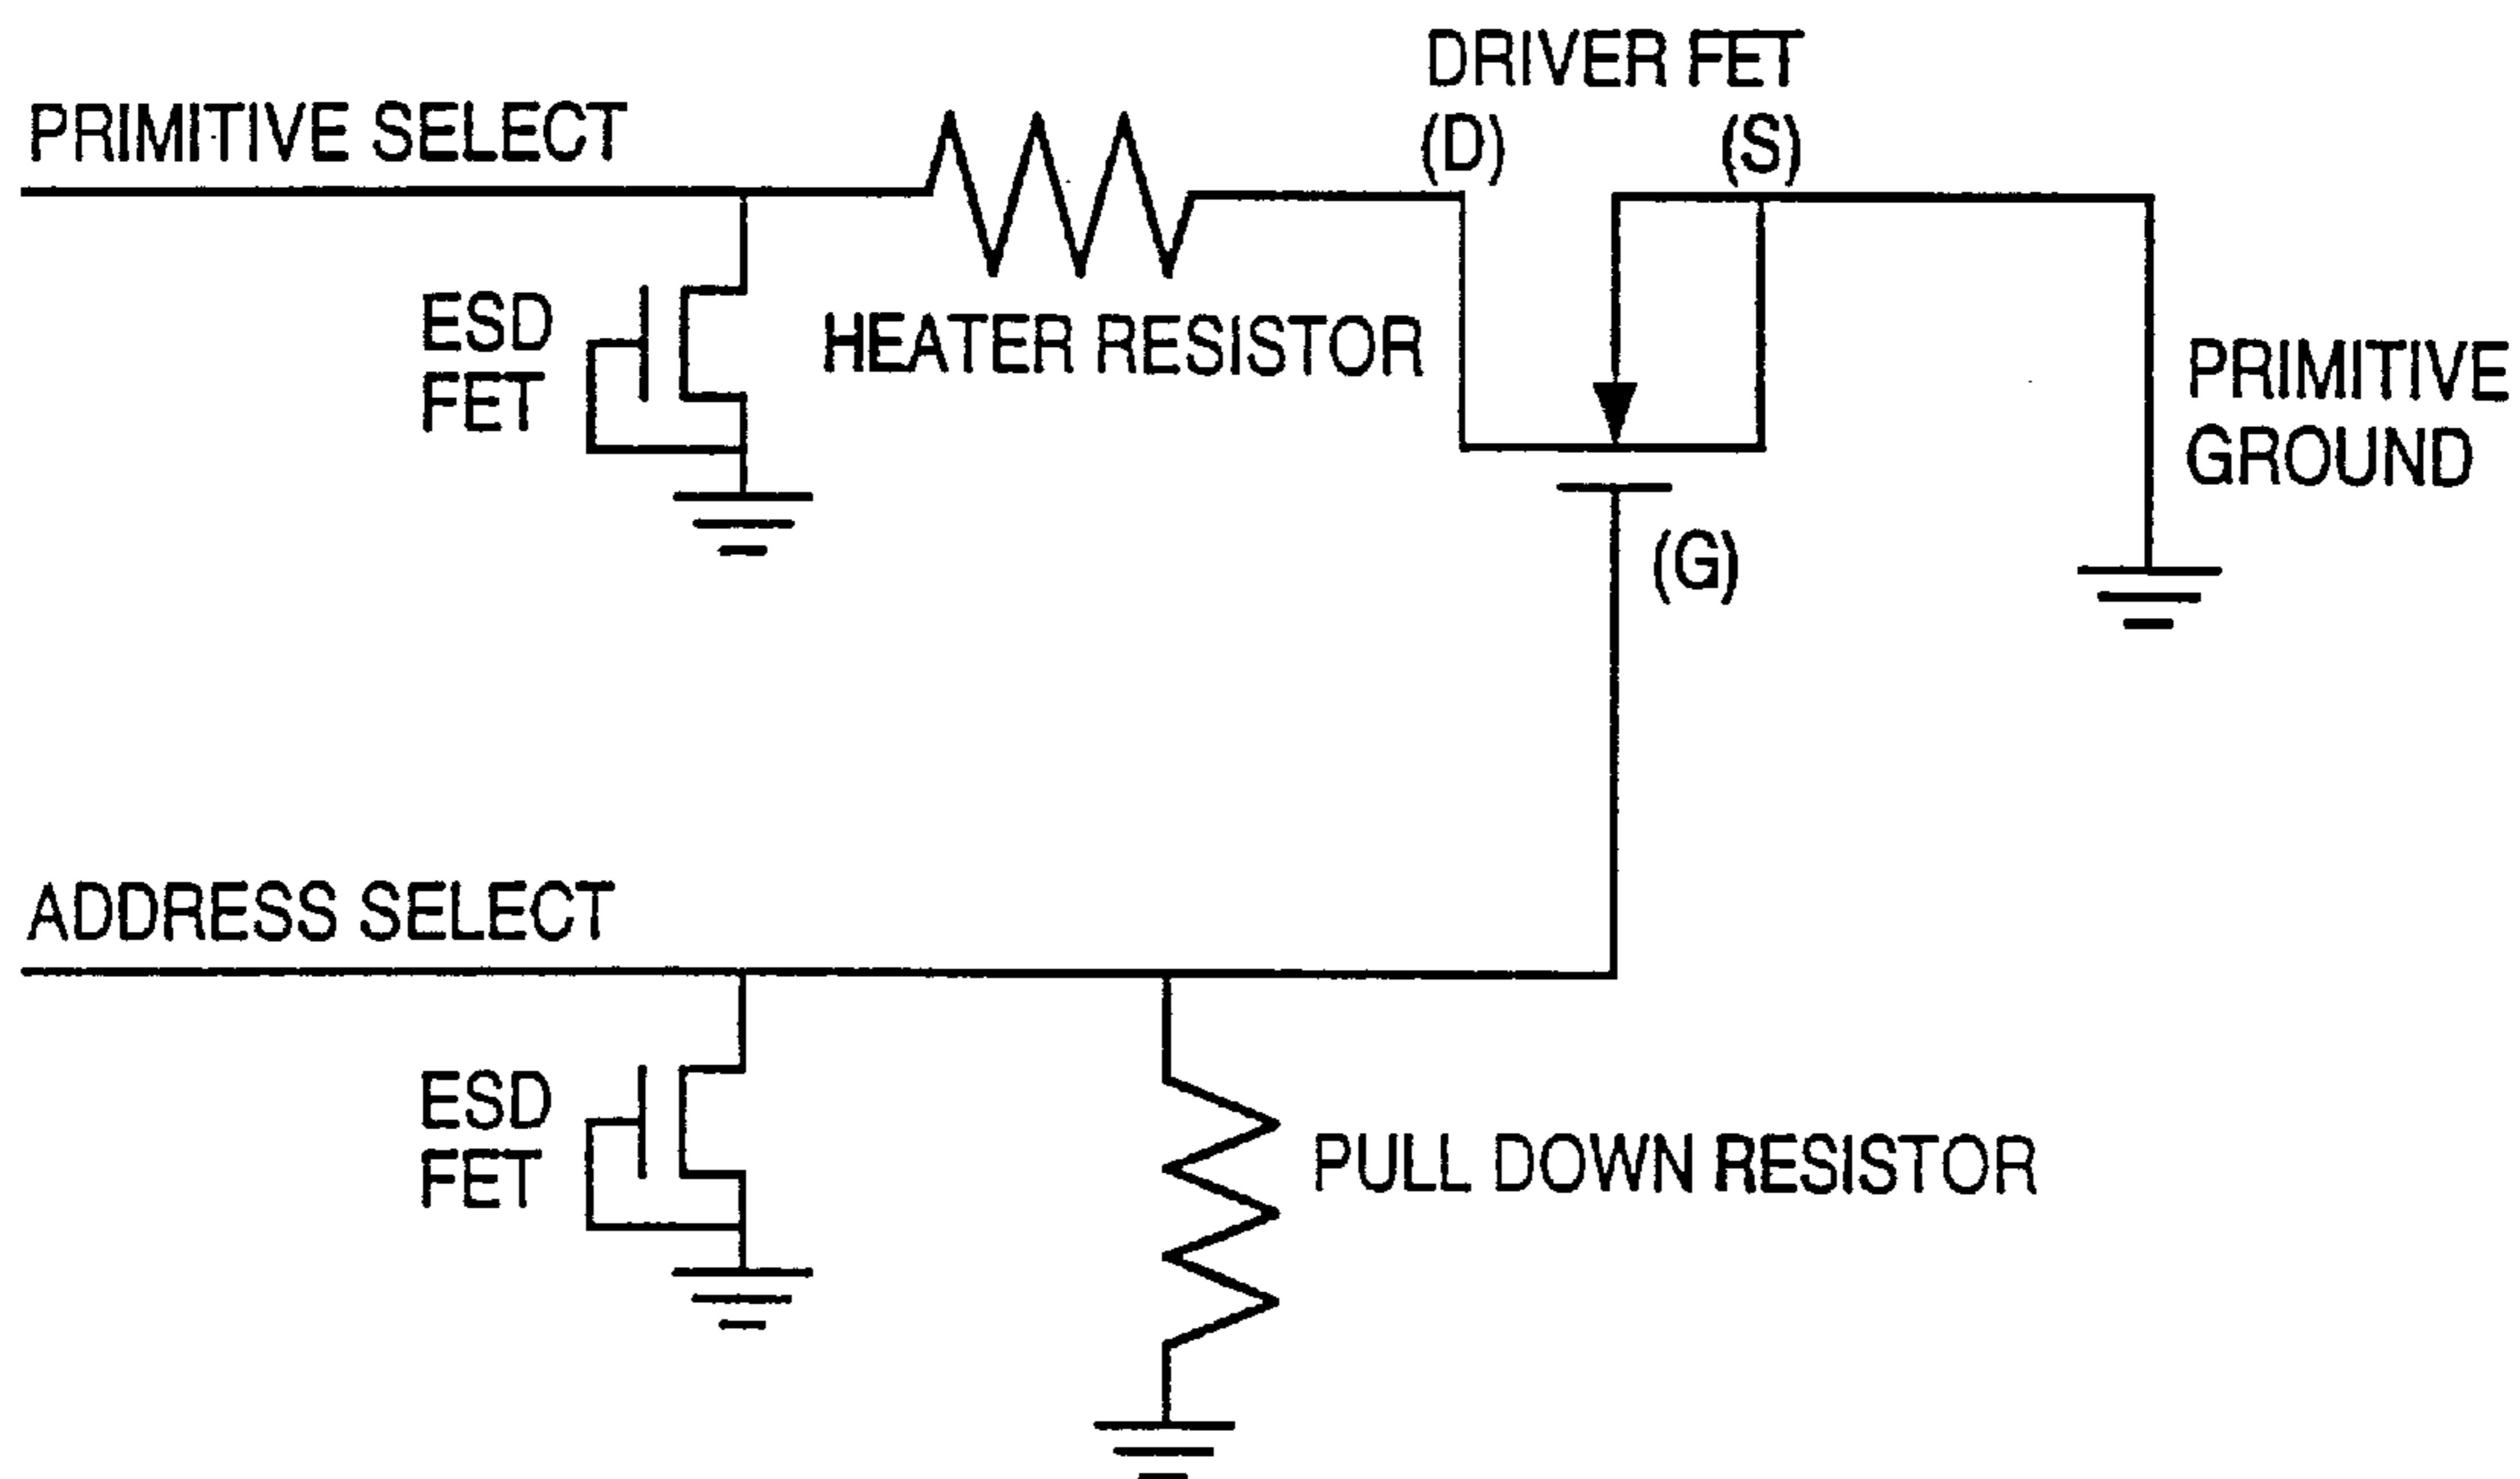 DRIVER FET
(D)
(S)
PRIMITIVE SELECT
ESD
FET
HEATER RESISTOR
PRIMITIVE
GROUND
(G)
ADDRESS SELECT
ESD
FET
PULL DOWN RESISTOR